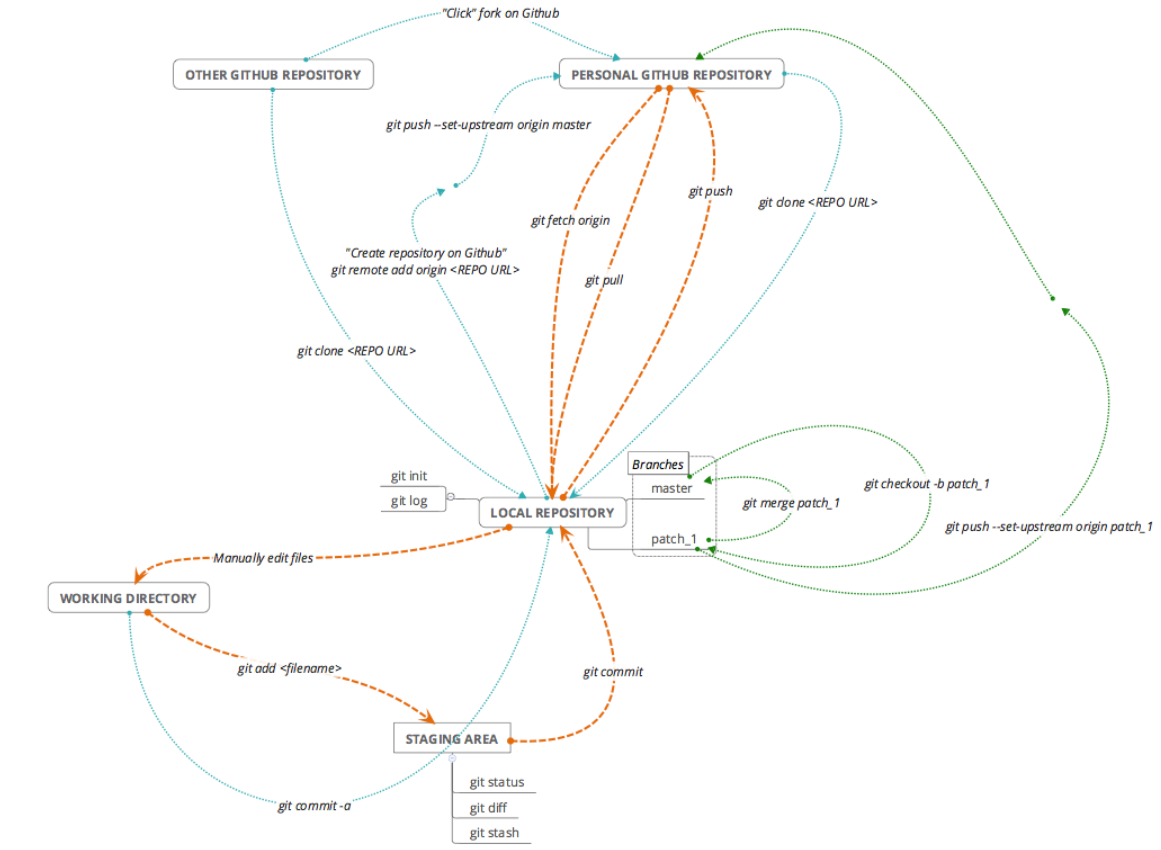 "Click" fork on Github
OTHER GITHUB REPOSITORY
PERSONAL GITHUB REPOSITORY
git push --set-upstream origin master
git push
git clone <REPO URL>
git fetch origin
"Create repository on Github"
git remote add origin <REPO URL>
git pull
git clone <REPO URL>
Branches
git init
master
git checkout -b patch_1
git log
git merge patch_1
LOCAL REPOSITORY
git push --set-upstream origin patch_1
patch_1
Manually edit files
WORKING DIRECTORY
git add <filename>
git commit
STAGING AREA
git status
git commit -a
git diff
git stash